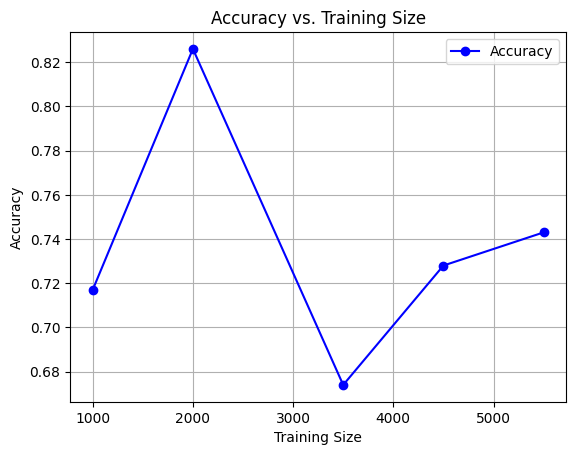 Accuracy vs. Training Size
Accuracy
0.82
0.80
0.78
0.76
0.74
0.72
0.70
0.68
Accuracy
1000 2000 3000 4000 5000
Training Size